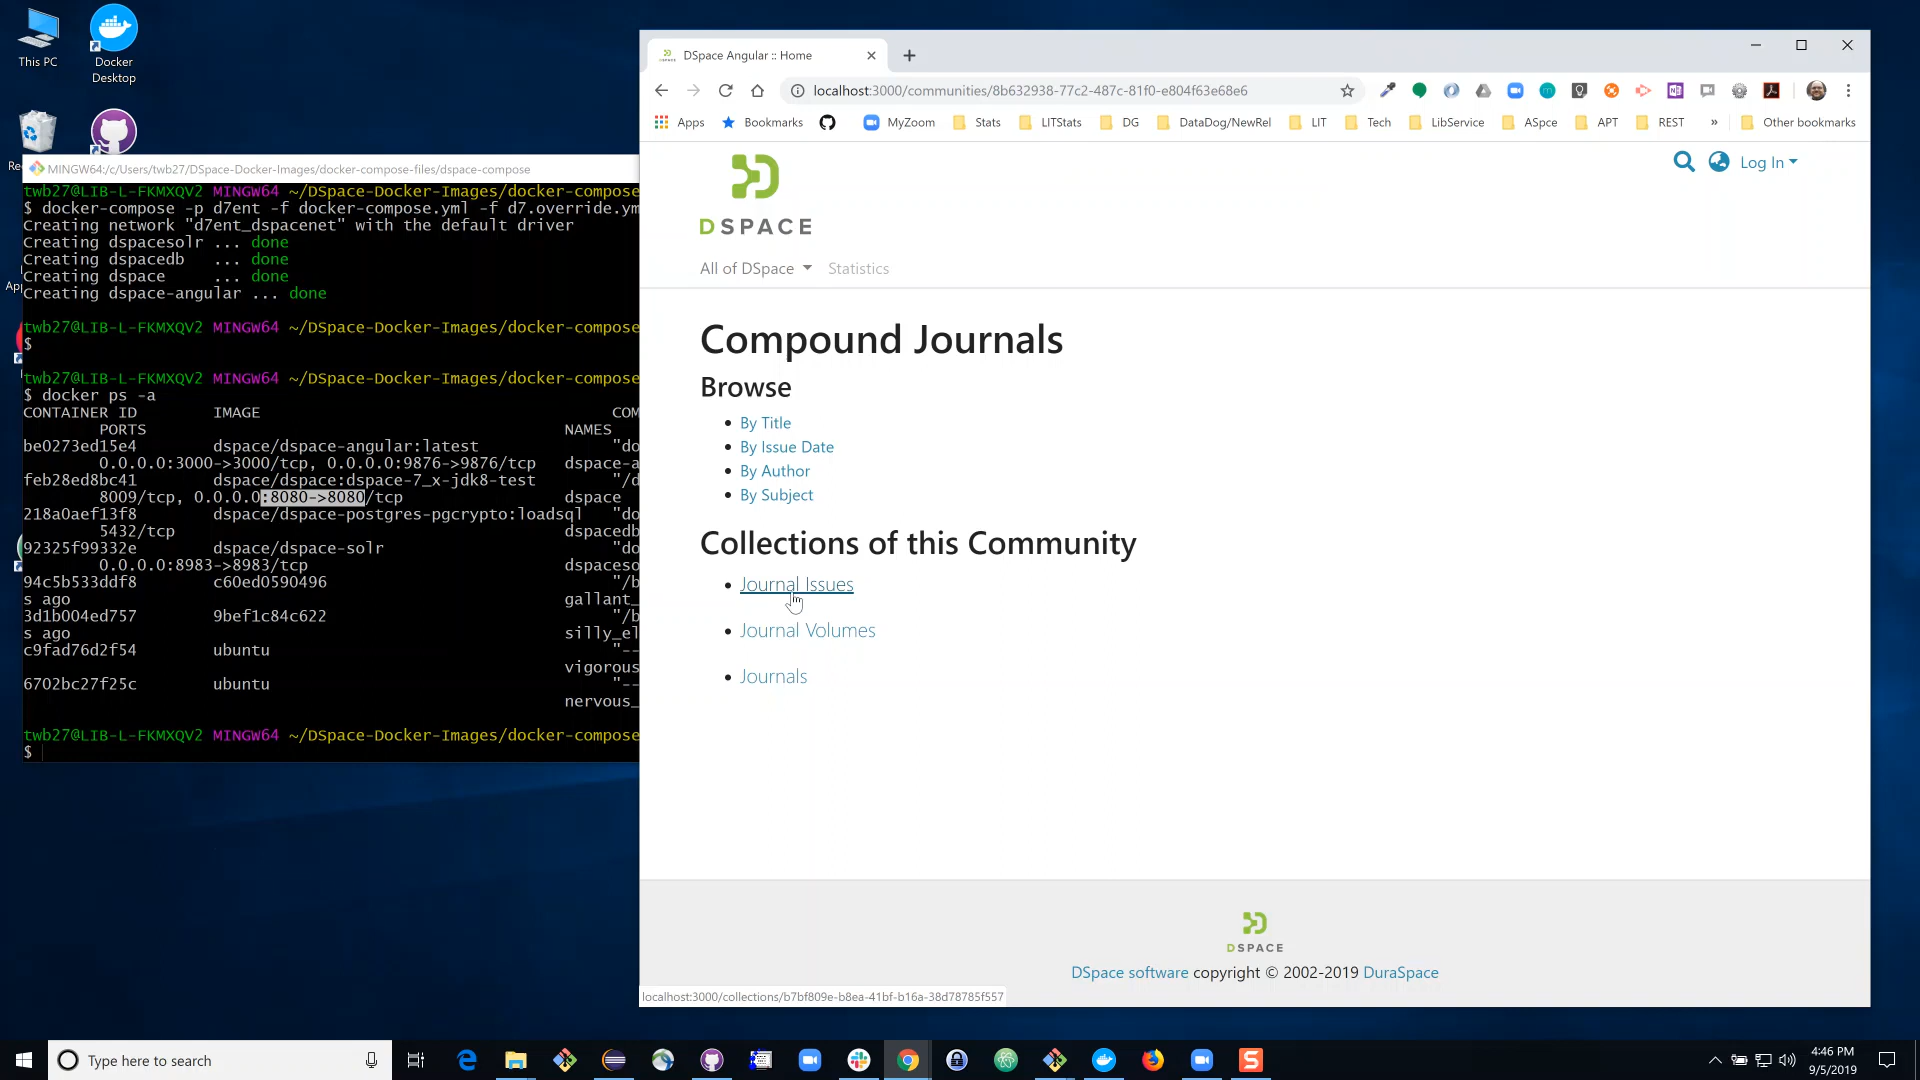 This PC
Docker
Desktop
Re
App
MINGW64:/c/Users/twb27/DSpace-Docker-Images/docker-compose-files/dspace-compose
twb27@LIB-L-FKMXQV2 MINGW64 ~/DSpace-Docker-Images/docker-compose
$ docker-compose -p d7ent -f docker-compose.yml -f d7.override.ym
Creating network "d7ent_dspacenet" with the default driver
Creating dspacesolr ... done
Creating dspacedb ... done
Creating dspace ... done
Creating dspace-angular ... done
twb27@LIB-L-FKMXQV2 MINGW64 ~/DSpace-Docker-Images/docker-compose
$
twb27@LIB-L-FKMXQV2 MINGW64 ~/DSpace-Docker-Images/docker-compose
$ docker ps -a
CONTAINER ID IMAGE COM
PORTS NAMES
be0273ed15e4 dspace/dspace-angular:latest "do
0.0.0.0:3000->3000/tcp, 0.0.0.0:9876->9876/tcp dspace-a
feb28ed8bc41 dspace/dspace:dspace-7_x-jdk8-test "/d
8009/tcp, 0.0.0.0:8080->8080/tcp dspace
218a0aef13f8 dspace/dspace-postgres-pgcrypto:loadsql "do
5432/tcp dspacedb
92325f99332e dspace/dspace-solr "do
0.0.0.0:8983->8983/tcp dspaceso
94c5b533ddf8 c60ed0590496 "/b
s ago gallant_
3d1b004ed757 9bef1c84c622 "/b
s ago silly_el
c9fad76d2f54 ubuntu "--
vigorous
6702bc27f25c ubuntu "--
nervous_
twb27@LIB-L-FKMXQV2 MINGW64 ~/DSpace-Docker-Images/docker-compose
$
DSpace Angular :: Home
localhost:3000/communities/8b632938-77c2-487c-81f0-e804f63e68e6
Apps Bookmarks MyZoom Stats LITStats DG DataDog/NewRel LIT Tech LibService ASpce APT REST » Other bookmarks
DSPACE
Log In
All of DSpace Statistics
Compound Journals
Browse
By Title
By Issue Date
By Author
By Subject
Collections of this Community
Journal Issues
Journal Volumes
Journals
DSPACE
DSpace software copyright © 2002-2019 DuraSpace
localhost:3000/collections/b7bf809e-b8ea-41bf-b16a-38d78785f557
Type here to search
4:46 PM
9/5/2019